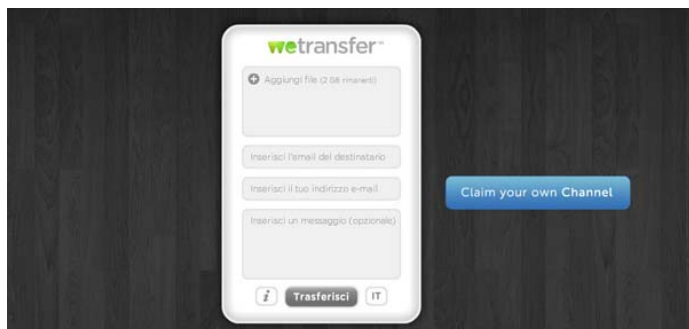 wetransfer™
Aggiungi file (2 GB rimanenti)
Inserisci l'email del destinatario
Inserisci il tuo indirizzo e-mail
Inserisci un messaggio (opzionale)
Claim your own Channel
i Trasferisci IT